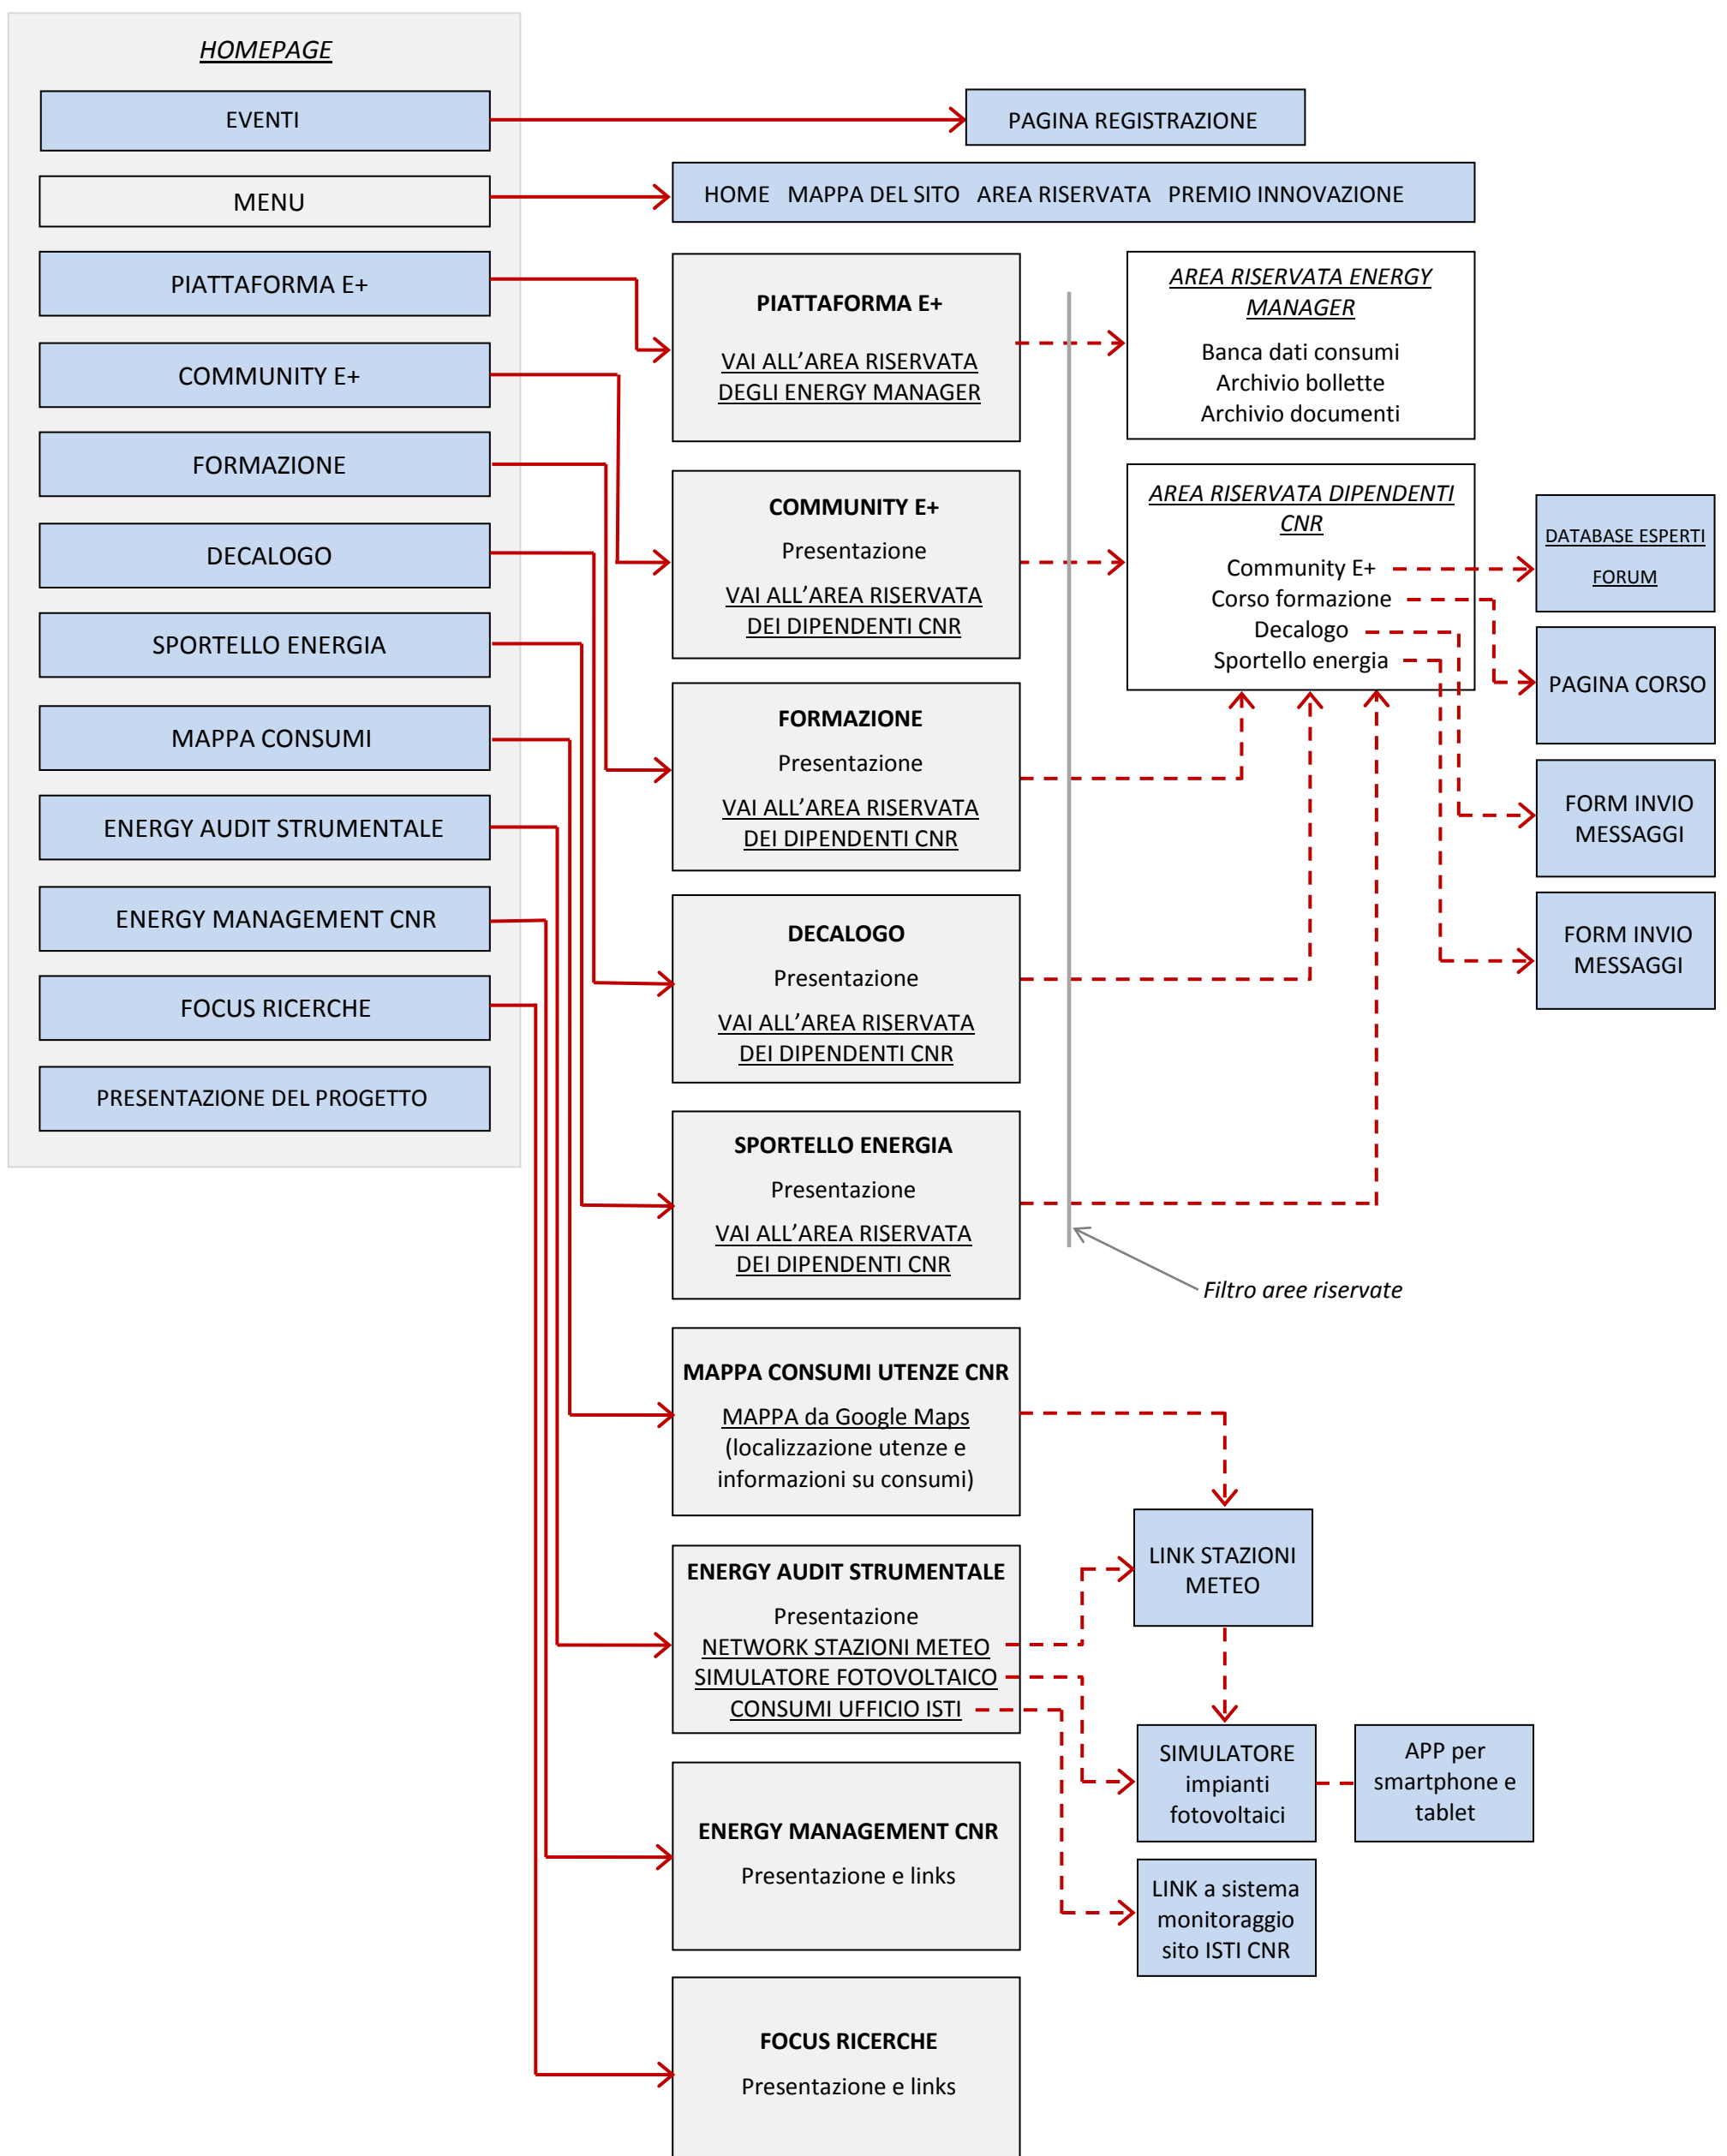 HOMEPAGE
EVENTI
MENU
PIATTAFORMA E+
COMMUNITY E+
FORMAZIONE
DECALOGO
SPORTELLO ENERGIA
MAPPA CONSUMI
ENERGY AUDIT STRUMENTALE
ENERGY MANAGEMENT CNR
FOCUS RICERCHE
PRESENTAZIONE DEL PROGETTO
PAGINA REGISTRAZIONE
HOME MAPPA DEL SITO AREA RISERVATA PREMIO INNOVAZIONE
PIATTAFORMA E+
VAI ALL’AREA RISERVATA
DEGLI ENERGY MANAGER
COMMUNITY E+
Presentazione
VAI ALL’AREA RISERVATA
DEI DIPENDENTI CNR
FORMAZIONE
Presentazione
VAI ALL’AREA RISERVATA
DEI DIPENDENTI CNR
DECALOGO
Presentazione
VAI ALL’AREA RISERVATA
DEI DIPENDENTI CNR
SPORTELLO ENERGIA
Presentazione
VAI ALL’AREA RISERVATA
DEI DIPENDENTI CNR
MAPPA CONSUMI UTENZE CNR
MAPPA da Google Maps
(localizzazione utenze e
informazioni su consumi)
ENERGY AUDIT STRUMENTALE
Presentazione
NETWORK STAZIONI METEO
SIMULATORE FOTOVOLTAICO
CONSUMI UFFICIO ISTI
ENERGY MANAGEMENT CNR
Presentazione e links
FOCUS RICERCHE
Presentazione e links
AREA RISERVATA ENERGY
MANAGER
Banca dati consumi
Archivio bollette
Archivio documenti
AREA RISERVATA DIPENDENTI
CNR
Community E+
Corso formazione
Decalogo
Sportello energia
Filtro aree riservate
DATABASE ESPERTI
FORUM
PAGINA CORSO
FORM INVIO
MESSAGGI
FORM INVIO
MESSAGGI
LINK STAZIONI
METEO
SIMULATORE
impianti
fotovoltaici
APP per
smartphone e
tablet
LINK a sistema
monitoraggio
sito ISTI CNR